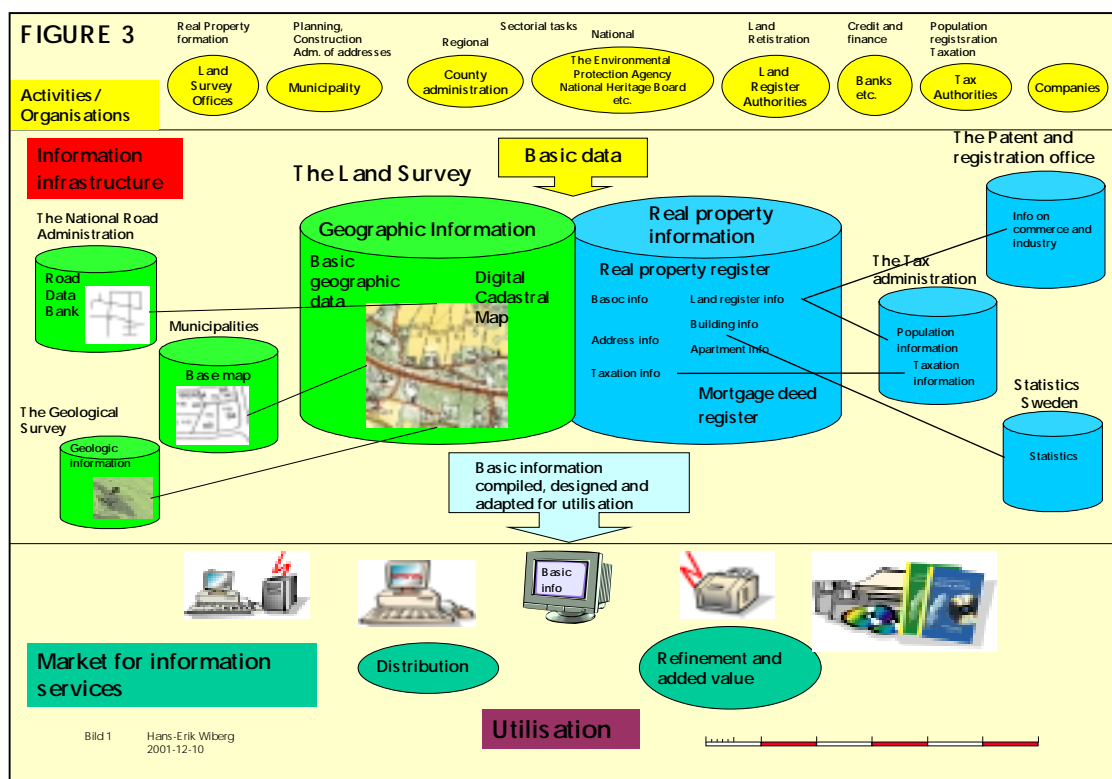 FIGURE 3
Real Property
formation
Planning,
Construction
Adm. of addresses
Sectorial tasks
Regional
National
Land
Retistration
Credit and
finance
Population
registsration
Taxation
Activities/
Organisations
Land
Survey
Offices
Municipality
County
administration
The Environmental
Protection Agency
National Heritage Board
etc.
Land
Register
Authorities
Banks
etc.
Tax
Authorities
Companies
Information
infrastructure
Basic data
The Patent and
registration office
The Land Survey
Info on
commerce and
industry
The National Road
Administration
Road
Data
Bank
Geographic Information
Basic
geographic
data
Digital
Cadastral
Map
Real property
information
Real property register
Basoc info
Land register info
Building info
Address info
Apartment info
Taxation info
Mortgage deed
register
The Tax
administration
Population
information
Taxation
information
Municipalities
Base map
The Geological
Survey
Geologic
information
Statistics
Sweden
Statistics
Basic information
compiled, designed and
adapted for utilisation
Basic
info
Market for information
services
Distribution
Refinement and
added value
Utilisation
Bild 1
Hans-Erik Wiberg
2001-12-10